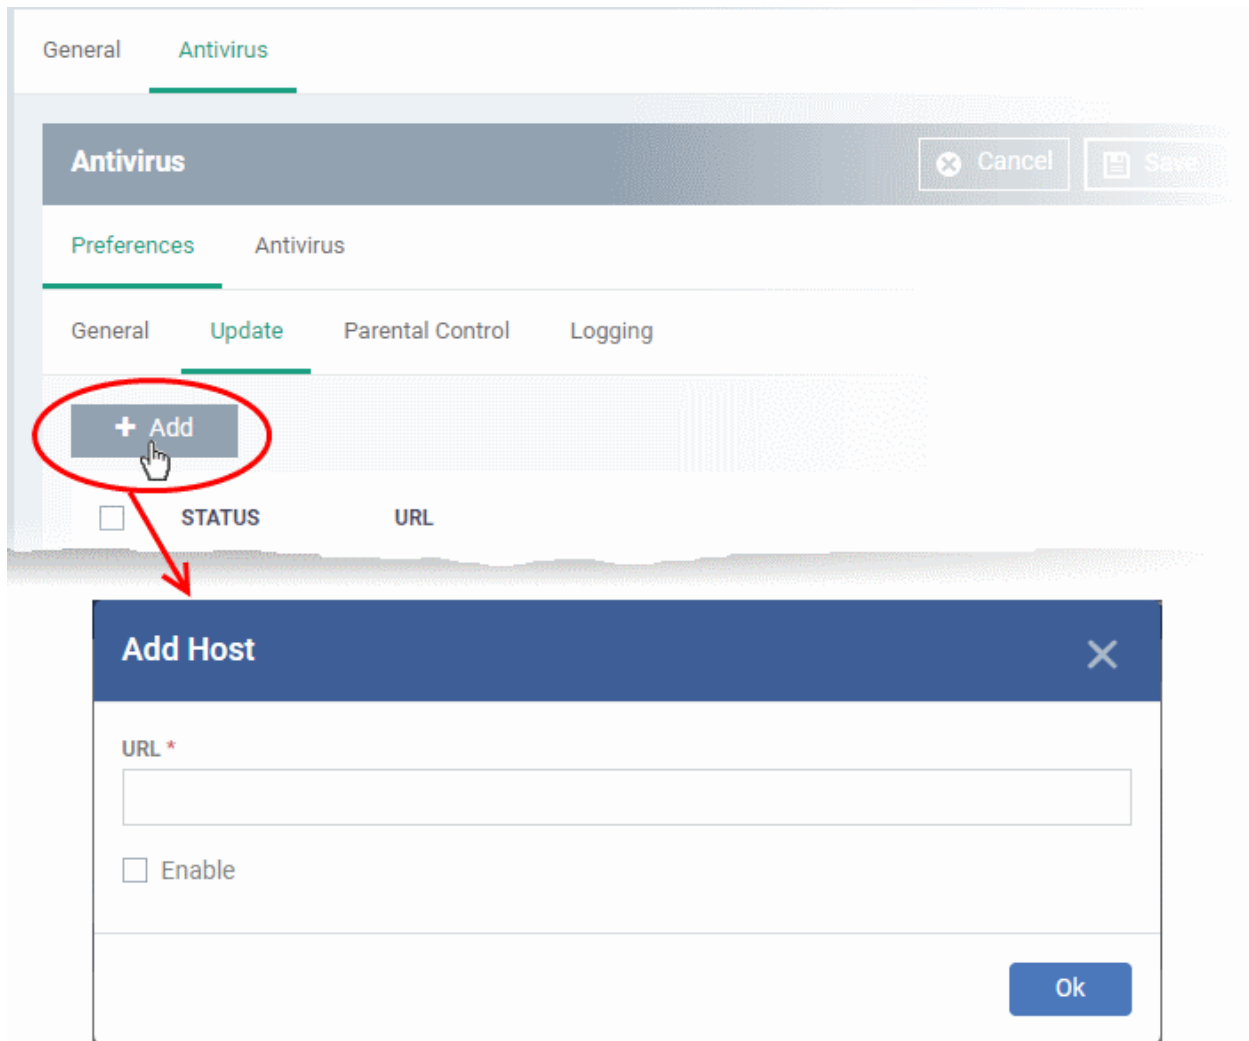 General Antivirus
Antivirus Cancel Save
Preferences Antivirus
General Update Parental Control Logging
+ Add
STATUS URL
Add Host
URL *
Enable
Ok